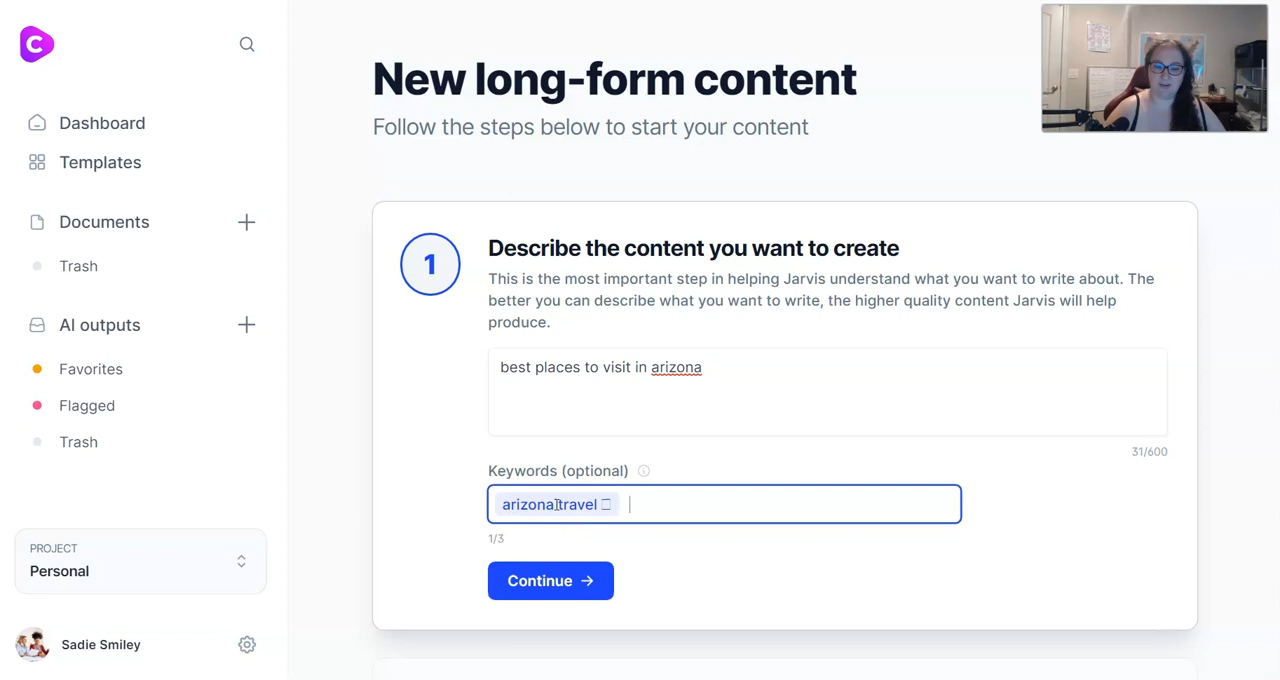 C
New long-form content
Follow the steps below to start your content
Dashboard
Templates
Documents
Trash
AI outputs
Favorites
Flagged
Trash
PROJECT
Personal
Sadie Smiley
1
Describe the content you want to create
This is the most important step in helping Jarvis understand what you want to write about. The
better you can describe what you want to write, the higher quality content Jarvis will help
produce.
best places to visit in arizona
31/600
Keywords (optional)
arizona travel
1/3
Continue →